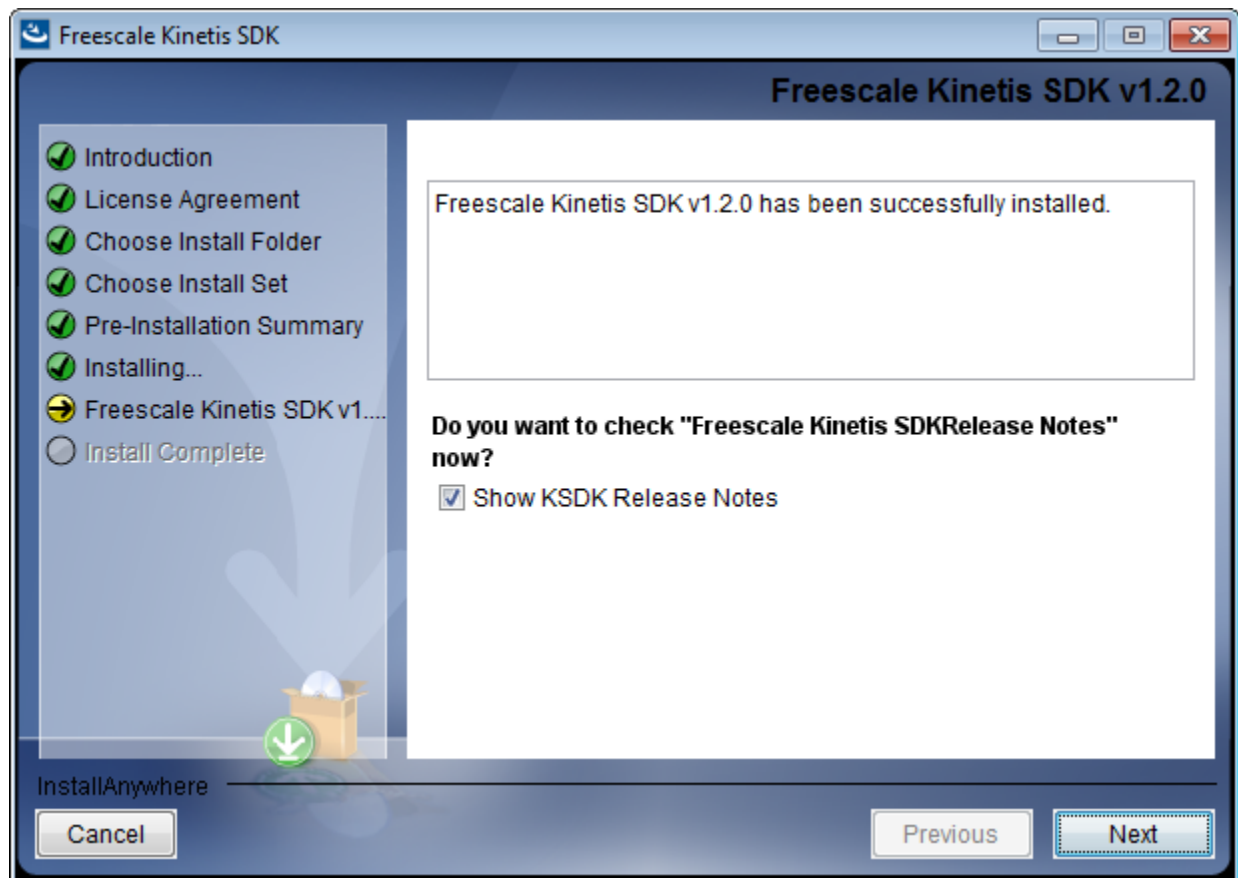 Freescale Kinetis SDK
Freescale Kinetis SDK v1.2.0
Introduction
License Agreement
Choose Install Folder
Choose Install Set
Pre-Installation Summary
Installing...
Freescale Kinetis SDK v1....
Install Complete
Freescale Kinetis SDK v1.2.0 has been successfully installed.
Do you want to check "Freescale Kinetis SDKRelease Notes"
now?
Show KSDK Release Notes
InstallAnywhere
Cancel
Previous
Next